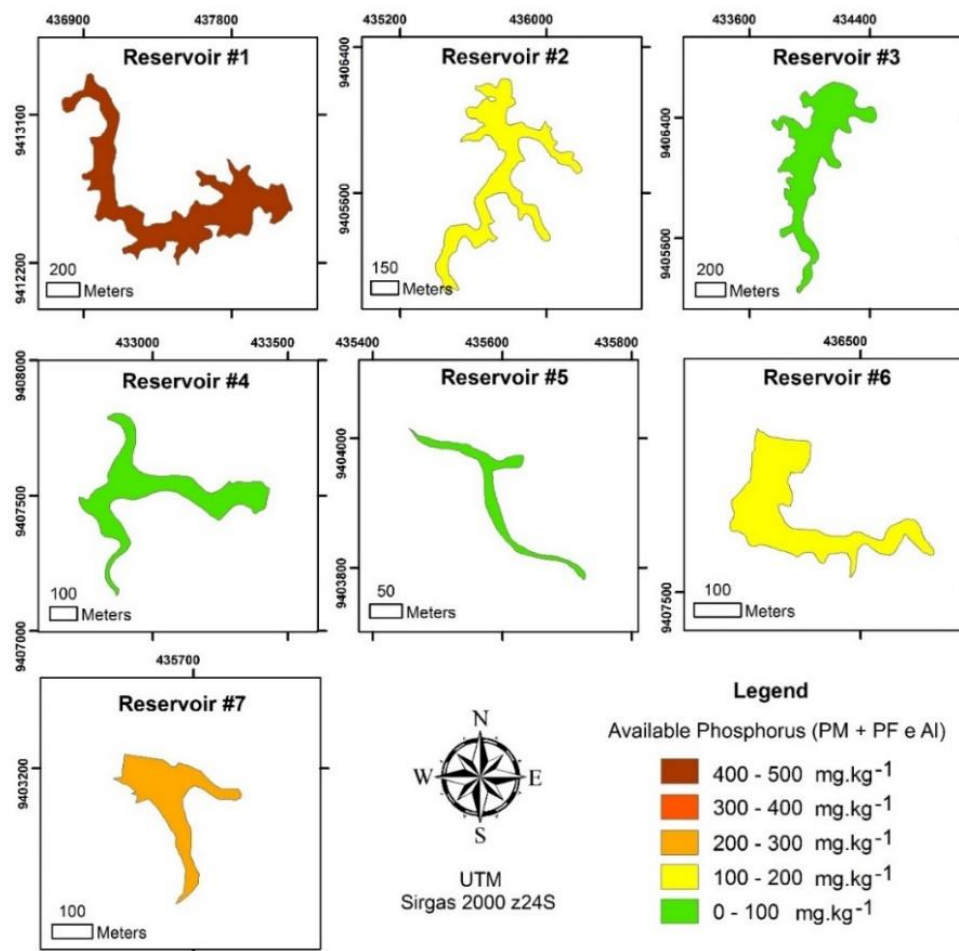 436900 437800
Reservoir #1
9413100
9412200
200
Meters
435200 436000
Reservoir #2
9406400
9405600
150
Meters
433600 434400
Reservoir #3
9406400
9405600
200
Meters
433000 433500
Reservoir #4
9408000
9407500
9407000
100
Meters
435400 435600 435800
Reservoir #5
9404000
9403800
50
Meters
436500
Reservoir #6
9407500
100
Meters
435700
Reservoir #7
9403200
100
Meters
N
W E
S
UTM
Sirgas 2000 z24S
Legend
Available Phosphorus (PM + PF e Al)
400 - 500 mg.kg-1
300 - 400 mg.kg-1
200 - 300 mg.kg-1
100 - 200 mg.kg-1
0 - 100 mg.kg-1